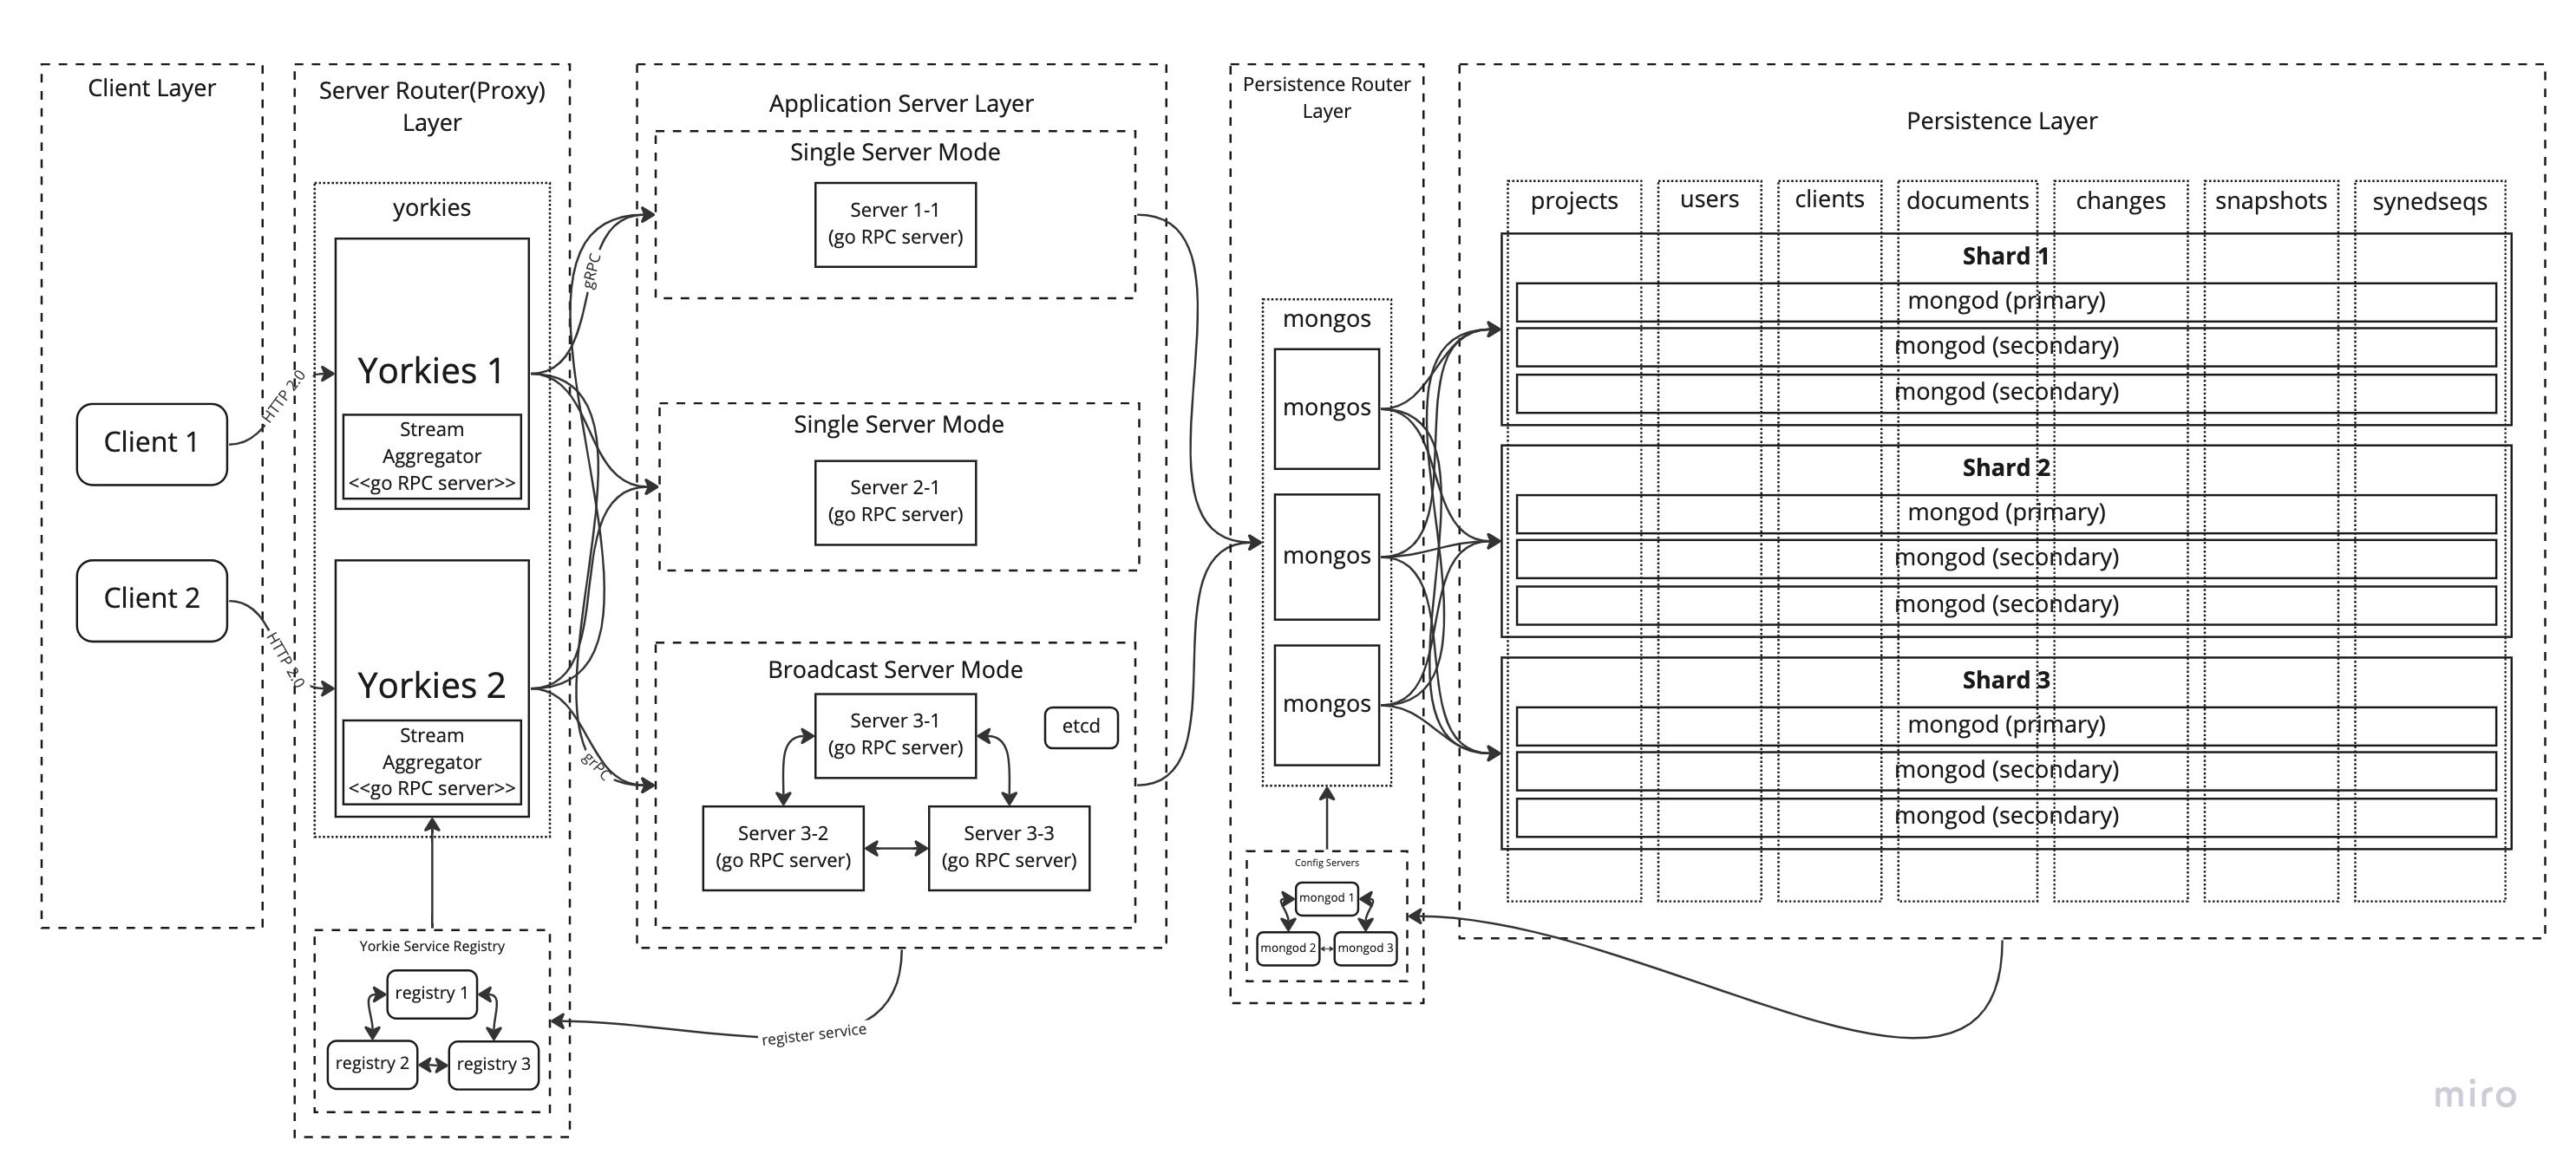 Client Layer
Client 1
Client 2
HTTP 2.0
HTTP 2.0
Server Router(Proxy)
Layer
yorkies
Yorkies 1
Stream
Aggregator
<<go RPC server>>
Yorkies 2
Stream
Aggregator
<<go RPC server>>
Yorkie Service Registry
registry 1
registry 2
registry 3
gRPC
grPC
register service
Application Server Layer
Single Server Mode
Server 1-1
(go RPC server)
Single Server Mode
Server 2-1
(go RPC server)
Broadcast Server Mode
Server 3-1
(go RPC server)
etcd
Server 3-2
(go RPC server)
Server 3-3
(go RPC server)
Persistence Router
Layer
mongos
mongos
mongos
mongos
Config Servers
mongod 1
mongod 2
mongod 3
Persistence Layer
projects
users
clients
documents
changes
snapshots
synedseqs
Shard 1
mongod (primary)
mongod (secondary)
mongod (secondary)
Shard 2
mongod (primary)
mongod (secondary)
mongod (secondary)
Shard 3
mongod (primary)
mongod (secondary)
mongod (secondary)
miro